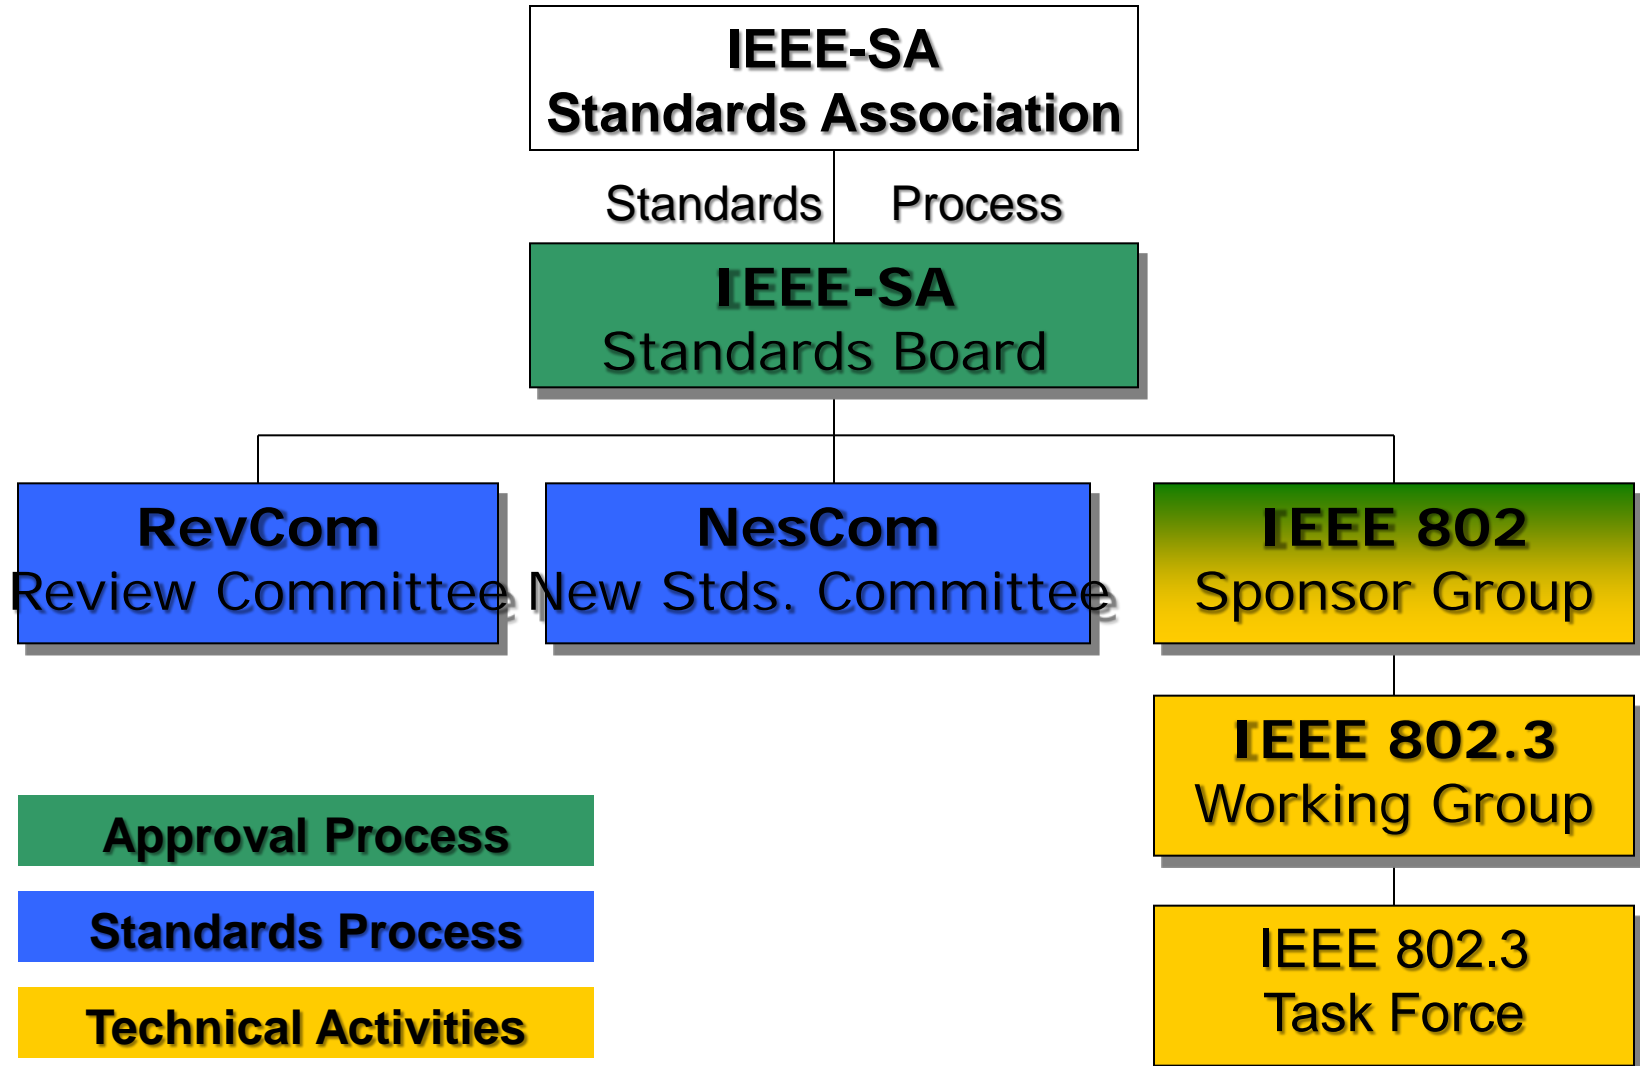 IEEE-SA
Standards Association
Standards Process
IEEE-SA
Standards Board
RevCom
Review Committee
NesCom
New Stds. Committee
IEEE 802
Sponsor Group
IEEE 802.3
Working Group
IEEE 802.3
Task Force
Approval Process
Standards Process
Technical Activities